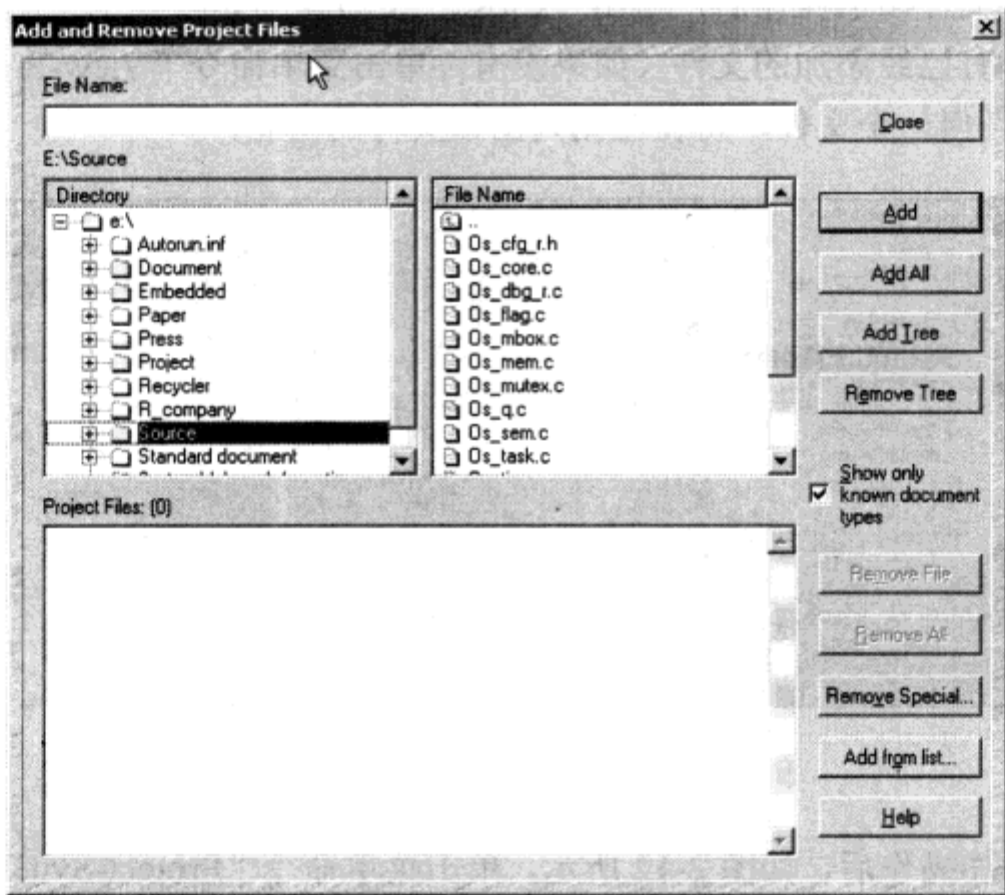 Add and Remove Project Files
File Name:
Close
E:\Source
Directory
File Name
e:\
Autorun.inf
Document
Embedded
Paper
Press
Project
Recycler
R_company
Source
Standard document
..
Os_cfg_r.h
Os_core.c
Os_dbg_r.c
Os_flag.c
Os_mbox.c
Os_mem.c
Os_mutex.c
Os_q.c
Os_sem.c
Os_task.c
Add
Add All
Add Tree
Remove Tree
Show only
known document
types
Project Files: (0)
Remove File
Remove All
Remove Special...
Add from list...
Help